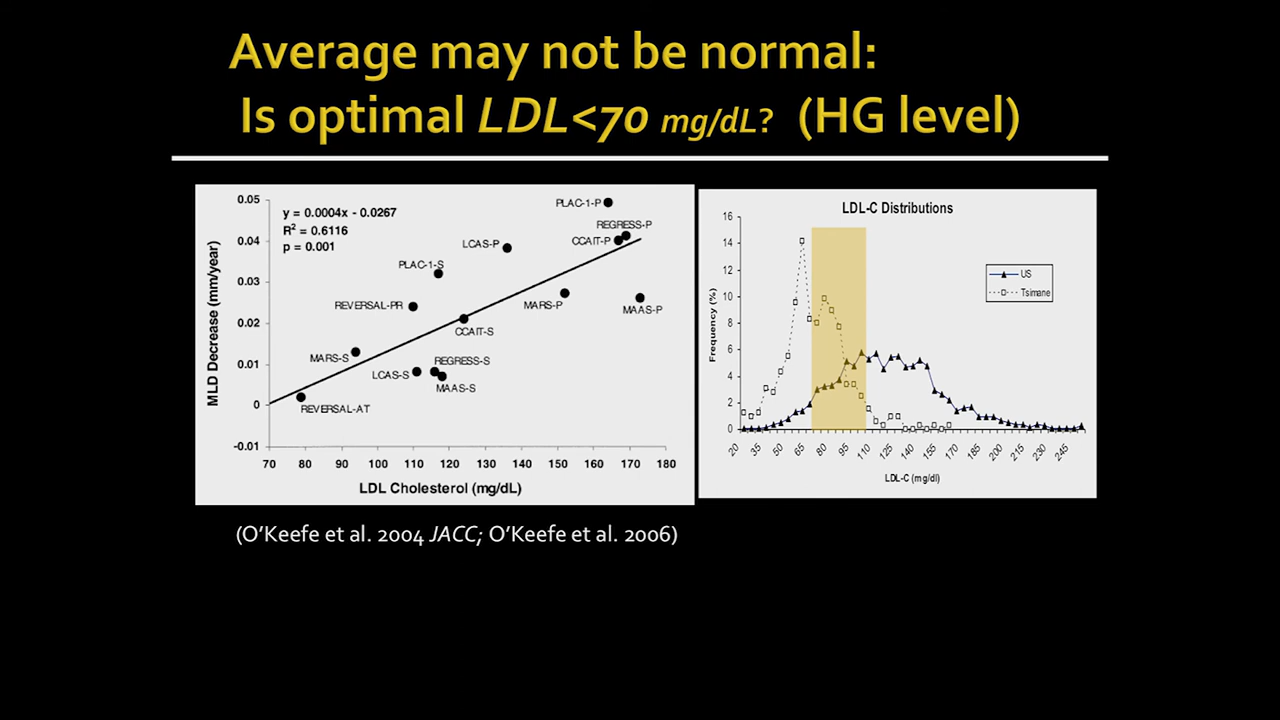 Average may not be normal:
Is optimal LDL<70 mg/dL? (HG level)
0.05
0.04
0.03
0.02
0.01
0
-0.01
MLD Decrease (mm/year)
y = 0.0004x - 0.0267
R² = 0.6116
p = 0.001
PLAC-1-P
REGRESS-P
CCAIT-P
LCAS-P
PLAC-1-S
REVERSAL-PR
MARS-P
MAAS-P
CCAIT-S
MARS-S
REGRESS-S
LCAS-S
MAAS-S
REVERSAL-AT
70 80 90 100 110 120 130 140 150 160 170 180
LDL Cholesterol (mg/dL)
LDL-C Distributions
16
14
12
10
8
6
4
2
0
Frequency (%)
US
Tsimane
20 35 50 65 80 95 110 125 140 155 170 185 200 215 230 245
LDL-C (mg/dl)
(O'Keefe et al. 2004 JACC; O'Keefe et al. 2006)